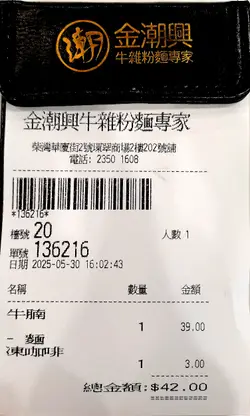 潮
金潮興
牛雜粉麵專家
金潮興牛雜粉麵專家
柴灣華廈街2號環翠商場2樓202號舖
電話: 2350 1608
*136216*
檯號 20 人數 1
單號 136216
日期 2025-05-30 16:02:43
名稱 數量 金額
牛腩 1 39.00
- 麵
凍咖啡 1 3.00
總金額:$42.00